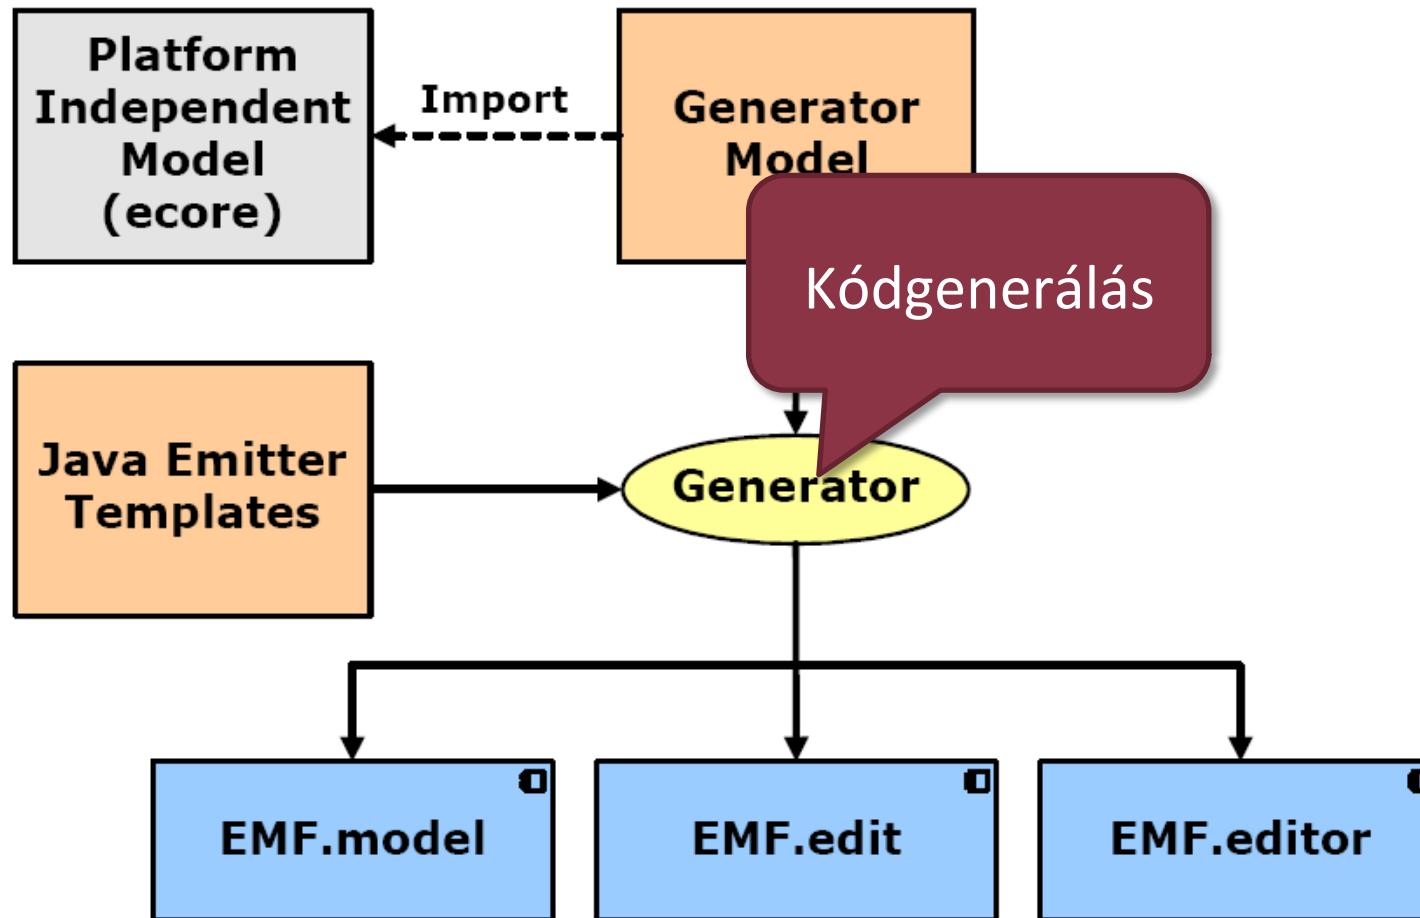 Platform
Independent
Model
(ecore)
Import
Generator
Model
Kódgenerálás
Java Emitter
Templates
Generator
EMF.model
EMF.edit
EMF.editor